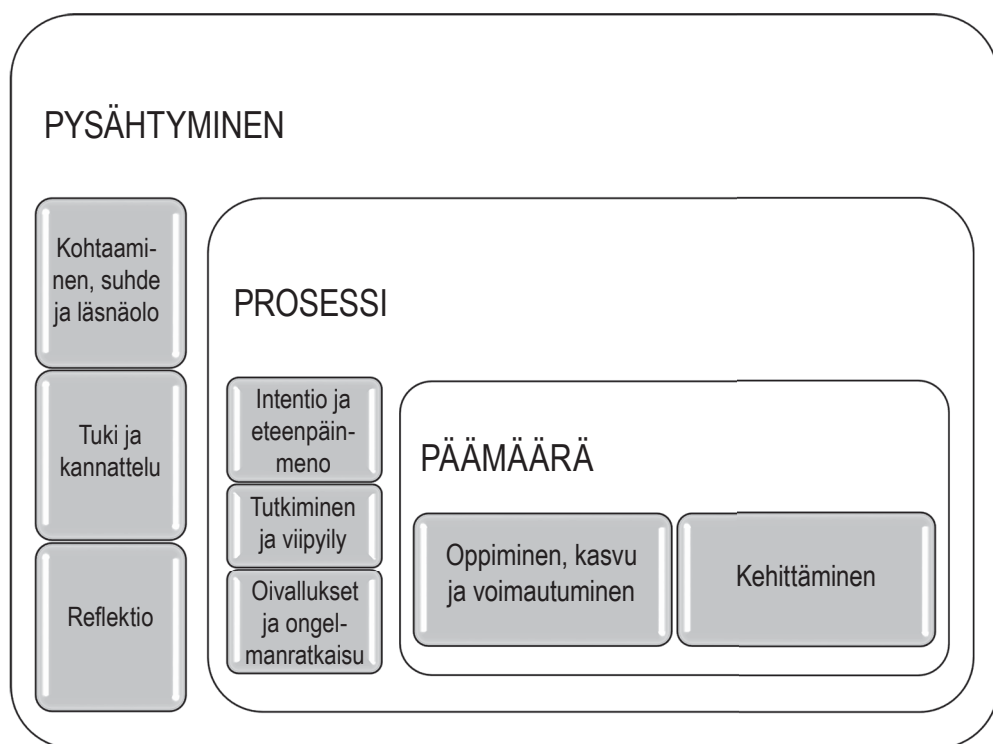 PYSÄHTYMINEN
Kohtaami-
nen, suhde
ja läsnäolo
Tuki ja
kannattelu
Reflektio
PROSESSI
Intentio ja
eteenpäin-
meno
Tutkiminen
ja viipyily
Oivallukset
ja ongel-
manratkaisu
PÄÄMÄÄRÄ
Oppiminen, kasvu
ja voimautuminen
Kehittäminen